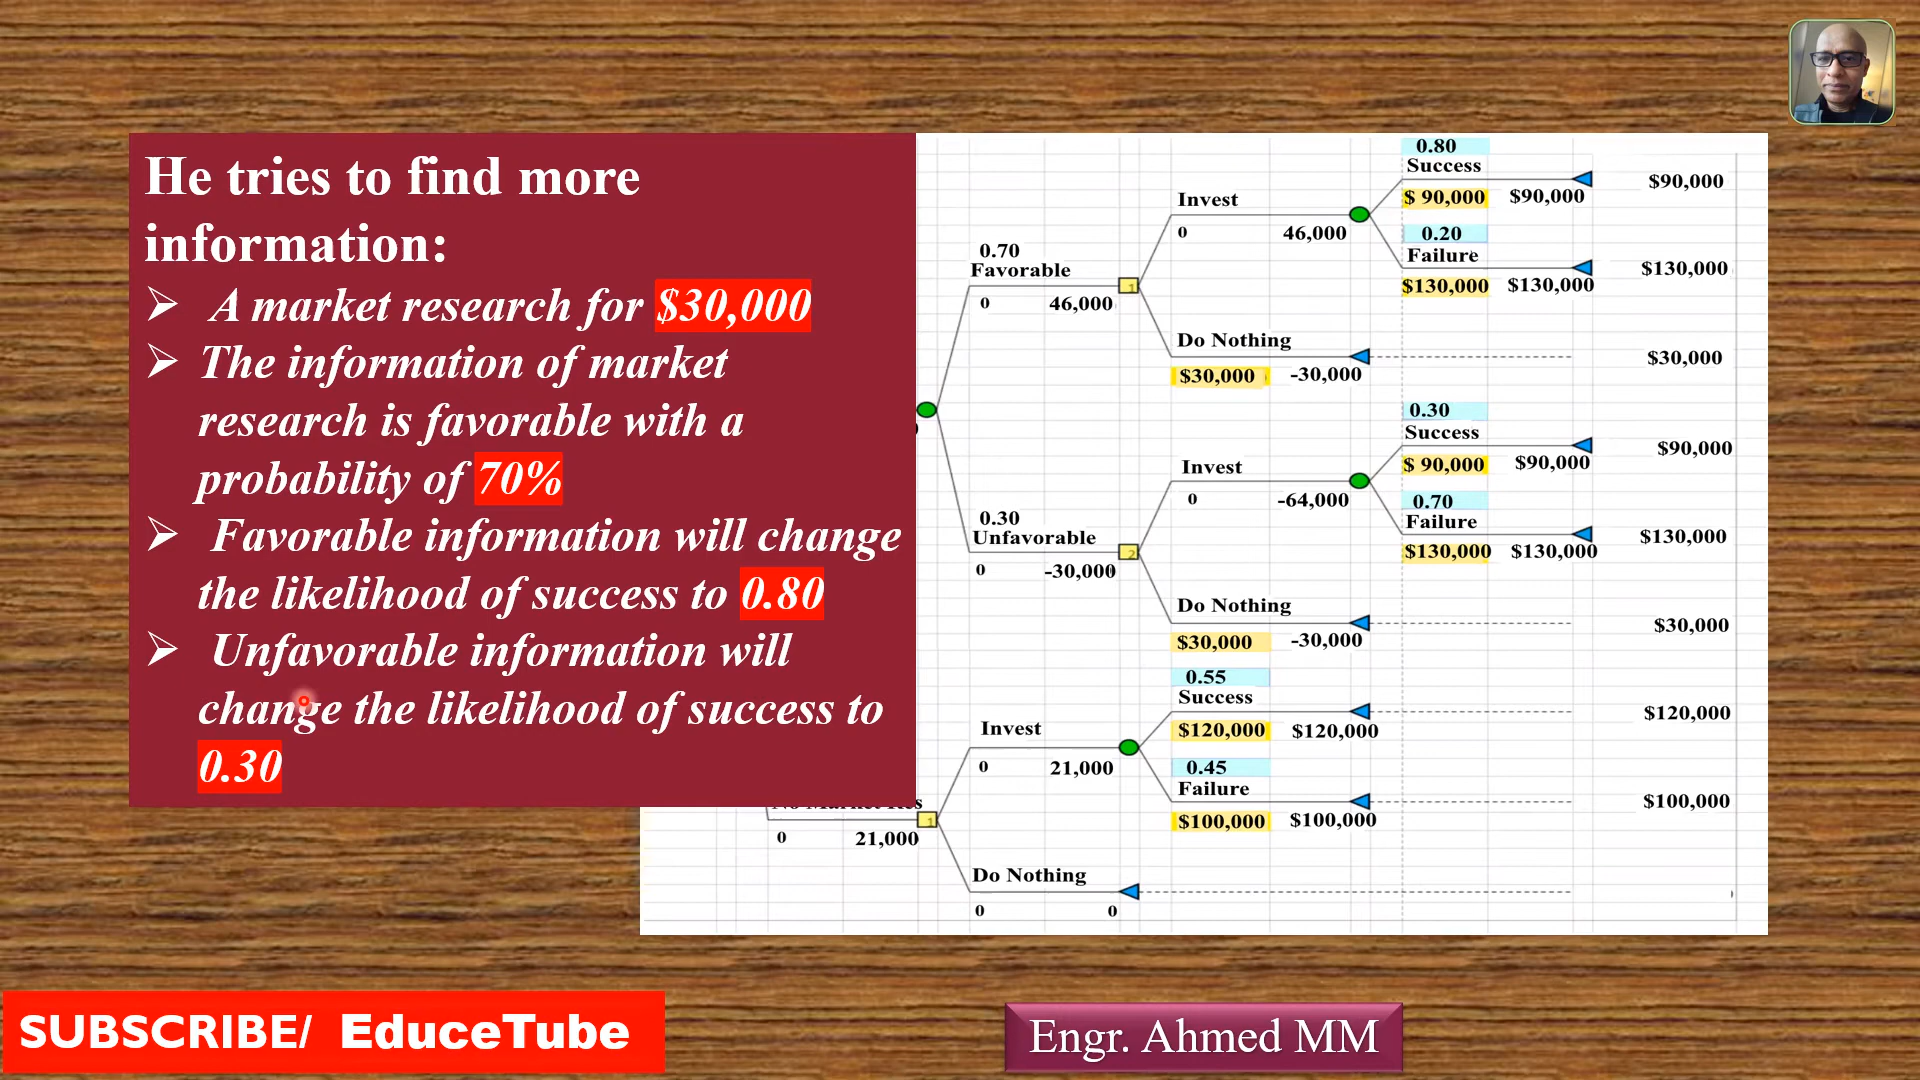 He tries to find more
information:
A market research for $30,000
The information of market
research is favorable with a
probability of 70%
Favorable information will change
the likelihood of success to 0.80
Unfavorable information will
change the likelihood of success to
0.30
0.80
Success
$ 90,000 $90,000 $90,000
0.20
Failure
$130,000 $130,000 $130,000
Invest
0 46,000
0.70
Favorable
0 46,000
1
Do Nothing
$30,000 -30,000 $30,000
0.30
Success
$ 90,000 $90,000 $90,000
0.70
Failure
$130,000 $130,000 $130,000
Invest
0 -64,000
0.30
Unfavorable
0 -30,000
2
Do Nothing
$30,000 -30,000 $30,000
0.55
Success
$120,000 $120,000 $120,000
0.45
Failure
$100,000 $100,000 $100,000
Invest
0 21,000
0 21,000
1
Do Nothing
0 0
SUBSCRIBE/ EduceTube
Engr. Ahmed MM